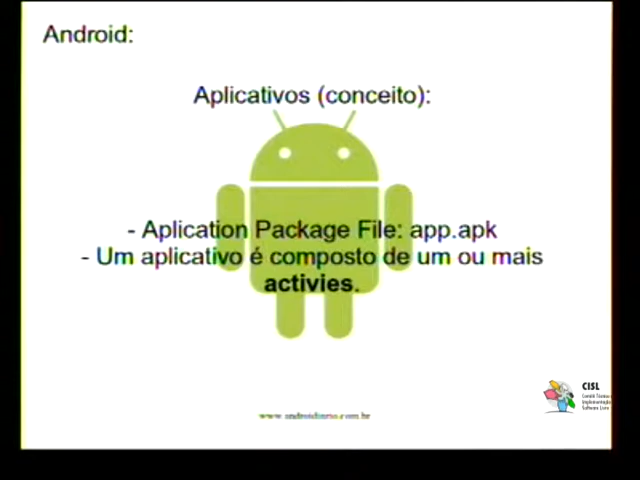 Android:
Aplicativos (conceito):
- Aplication Package File: app.apk
- Um aplicativo é composto de um ou mais
activies.
CISL